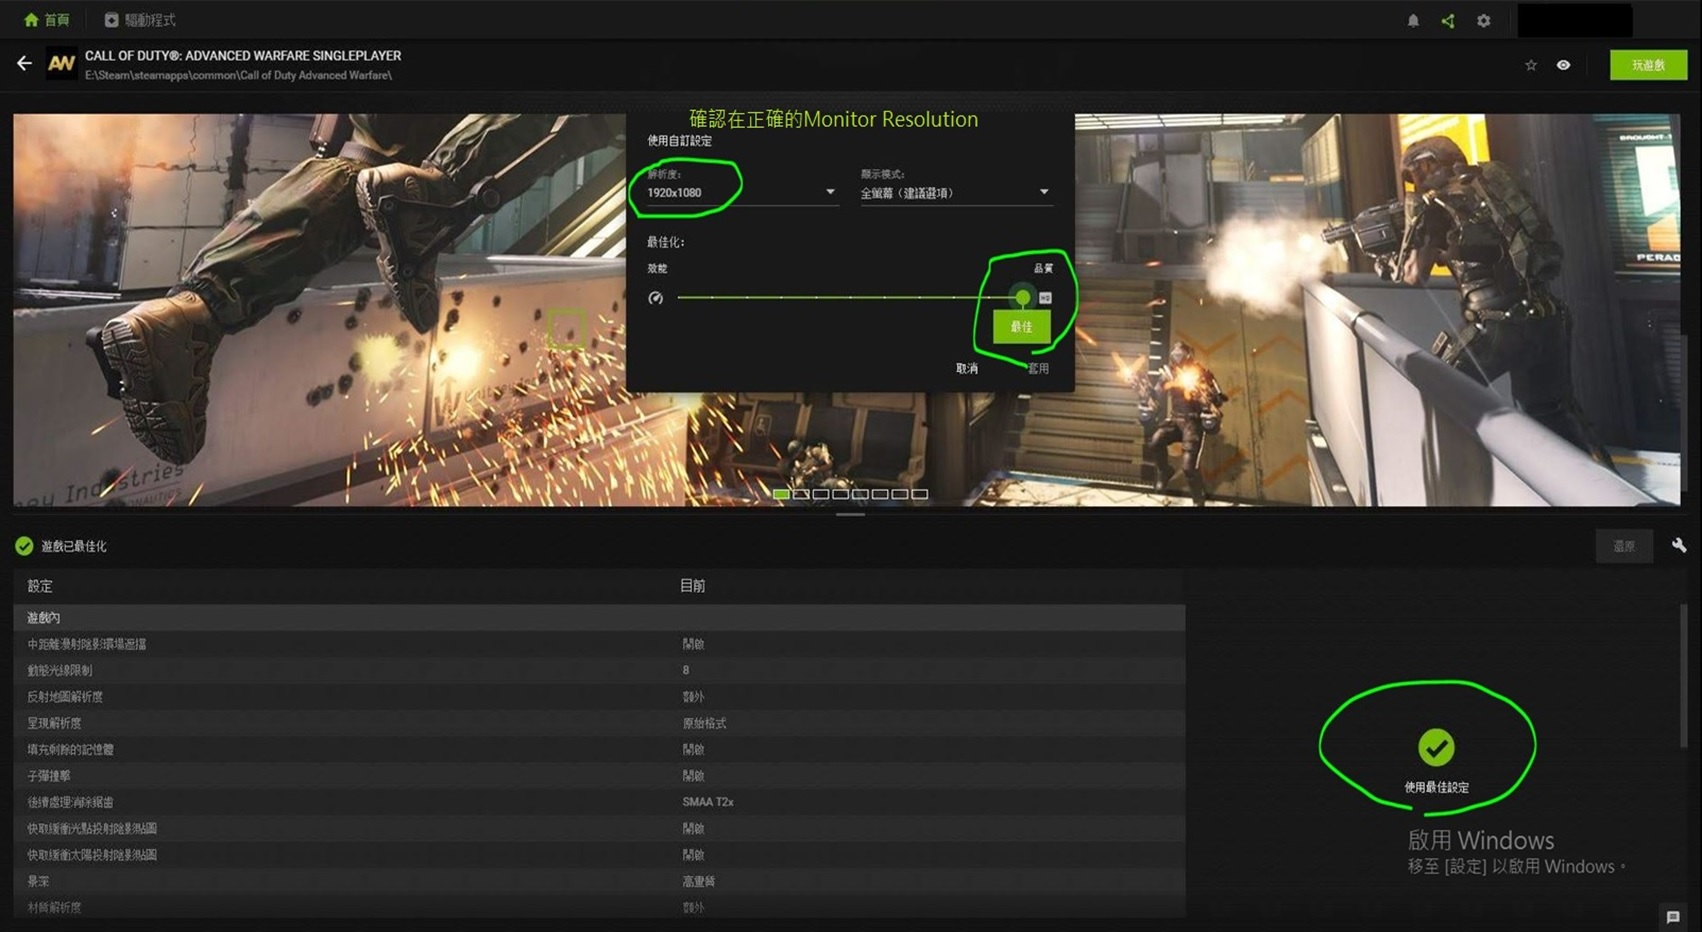 首頁
驅動程式
AW
CALL OF DUTY®: ADVANCED WARFARE SINGLEPLAYER
E:\Steam\steamapps\common\Call of Duty Advanced Warfare\
玩遊戲
確認在正確的Monitor Resolution
使用自訂設定
解析度:
1920x1080
顯示模式:
全螢幕（建議選項）
最佳化:
效能
品質
HQ
最佳
取消
套用
BROUGHT T
PERAC
ney Industries
遊戲已最佳化
還原
設定
目前
遊戲內
中距離漫射陰影環場遮擋
開啟
動態光線限制
8
反射地圖解析度
額外
呈現解析度
原始格式
填充剩餘的記憶體
開啟
子彈撞擊
開啟
後續處理消除鋸齒
SMAA T2x
快取緩衝光點投射陰影貼圖
開啟
快取緩衝太陽投射陰影貼圖
開啟
景深
高畫質
材質解析度
額外
使用最佳設定
啟用 Windows
移至 [設定] 以啟用 Windows。